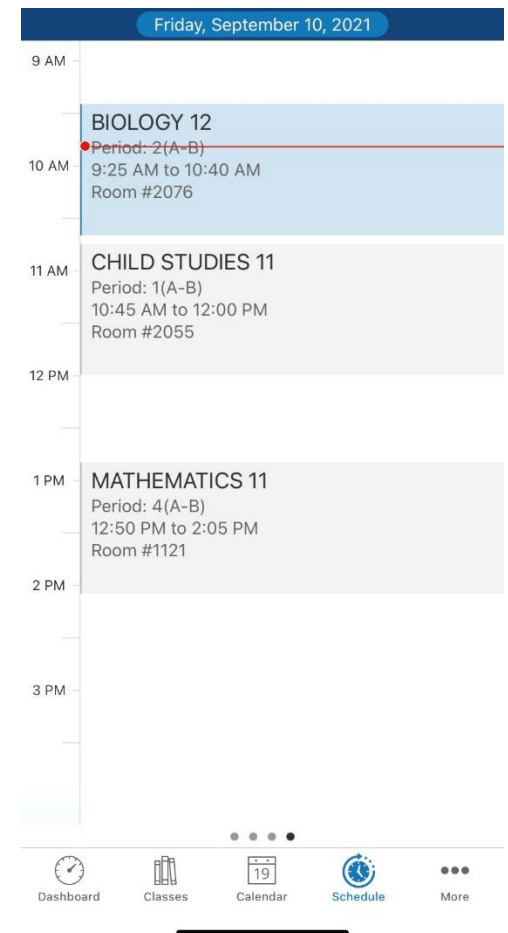 Friday, September 10, 2021
9 AM
BIOLOGY 12
Period: 2(A-B)
10 AM
9:25 AM to 10:40 AM
Room #2076
11 AM
CHILD STUDIES 11
Period: 1(A-B)
10:45 AM to 12:00 PM
Room #2055
12 PM
1 PM
MATHEMATICS 11
Period: 4(A-B)
12:50 PM to 2:05 PM
Room #1121
2 PM
3 PM
19
Dashboard Classes Calendar Schedule More